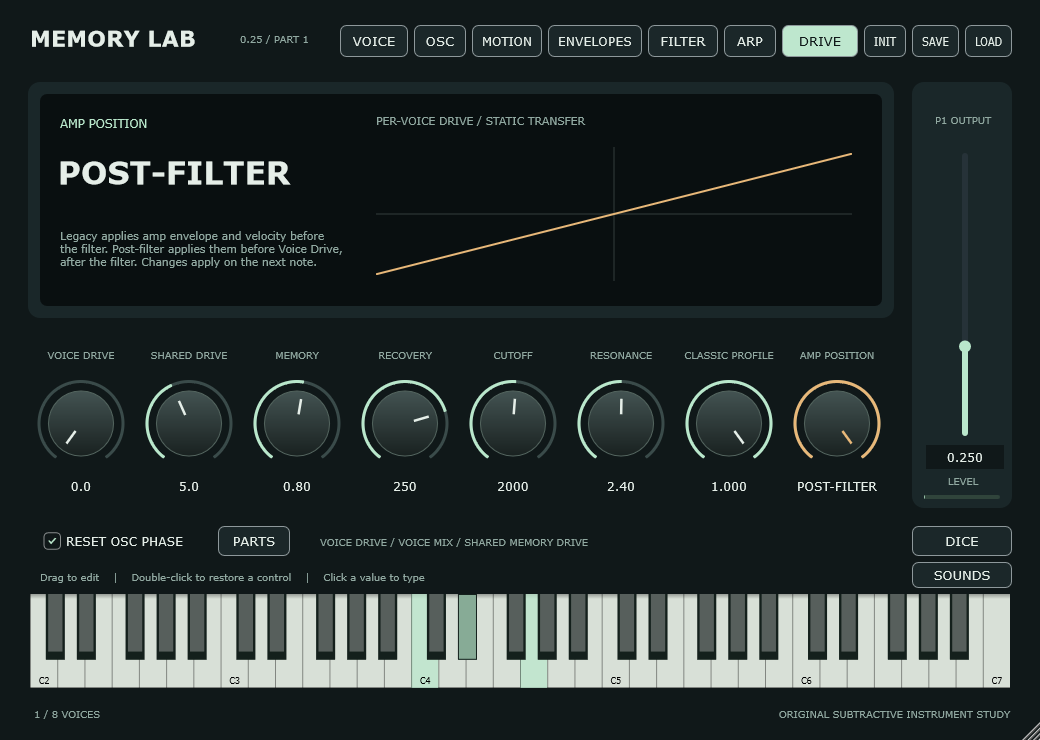 MEMORY LAB
0.25 / PART 1
VOICE OSC MOTION ENVELOPES FILTER ARP DRIVE INIT SAVE LOAD
AMP POSITION
PER-VOICE DRIVE / STATIC TRANSFER
P1 OUTPUT
POST-FILTER
Legacy applies amp envelope and velocity before
the filter. Post-filter applies them before Voice Drive,
after the filter. Changes apply on the next note.
VOICE DRIVE SHARED DRIVE MEMORY RECOVERY CUTOFF RESONANCE CLASSIC PROFILE AMP POSITION
0.250
LEVEL
0.0 5.0 0.80 250 2000 2.40 1.000 POST-FILTER
RESET OSC PHASE PARTS VOICE DRIVE / VOICE MIX / SHARED MEMORY DRIVE DICE
Drag to edit | Double-click to restore a control | Click a value to type
SOUNDS
C2 C3 C4 C5 C6 C7
1 / 8 VOICES
ORIGINAL SUBTRACTIVE INSTRUMENT STUDY